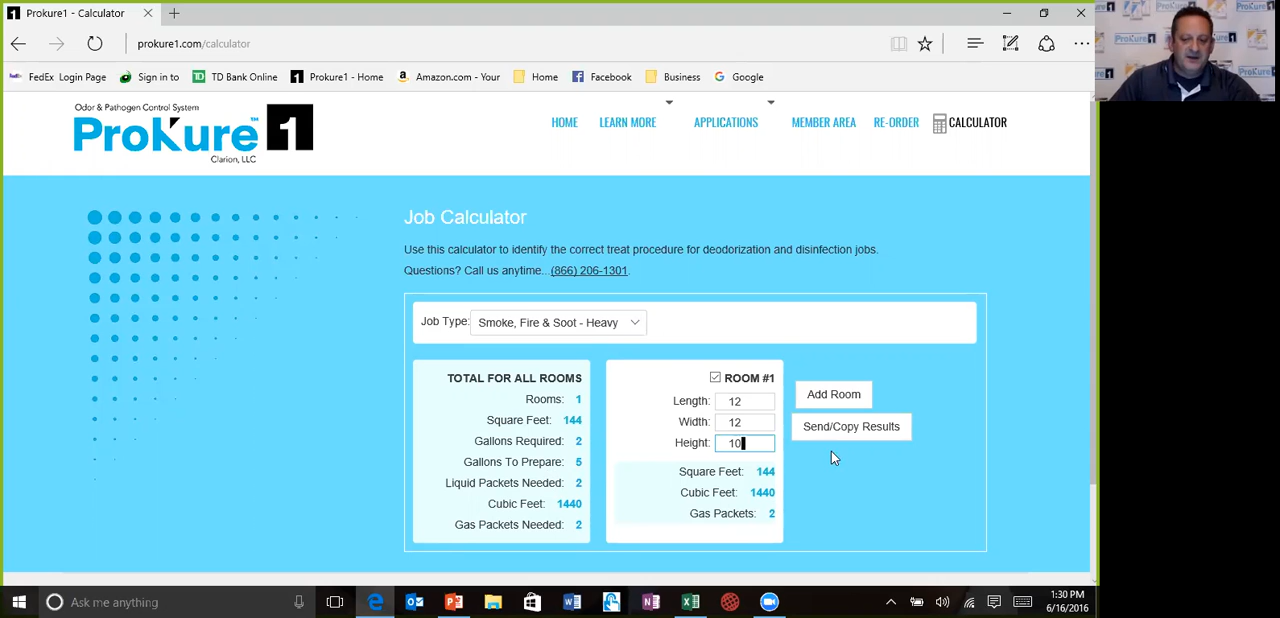 1 Prokure1 - Calculator
prokure1.com/calculator
FedEx Login Page
Sign in to
TD Bank Online
1 Prokure1 - Home
Amazon.com - Your
Home
Facebook
Business
Google
Odor & Pathogen Control System
ProKure™ 1
Clarion, LLC
HOME
LEARN MORE
APPLICATIONS
MEMBER AREA
RE-ORDER
CALCULATOR
Job Calculator
Use this calculator to identify the correct treat procedure for deodorization and disinfection jobs.
Questions? Call us anytime...(866) 206-1301.
Job Type: Smoke, Fire & Soot - Heavy
TOTAL FOR ALL ROOMS
Rooms: 1
Square Feet: 144
Gallons Required: 2
Gallons To Prepare: 5
Liquid Packets Needed: 2
Cubic Feet: 1440
Gas Packets Needed: 2
ROOM #1
Length: 12
Width: 12
Height: 10
Square Feet: 144
Cubic Feet: 1440
Gas Packets: 2
Add Room
Send/Copy Results
Ask me anything
1:30 PM
6/16/2016